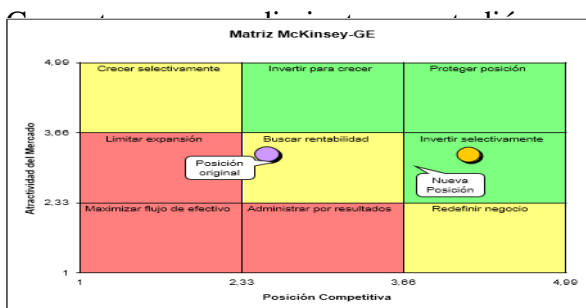 Matriz McKinsey-GE
4,99
Crecer selectivamente
Invertir para crecer
Proteger posición
3,66
Limitar expansión
Buscar rentabilidad
Invertir selectivamente
Posición
original
Nueva
Posición
Atractividad del Mercado
2,33
Maximizar flujo de efectivo
Administrar por resultados
Redefinir negocio
1
1
2,33
3,66
4,99
Posición Competitiva